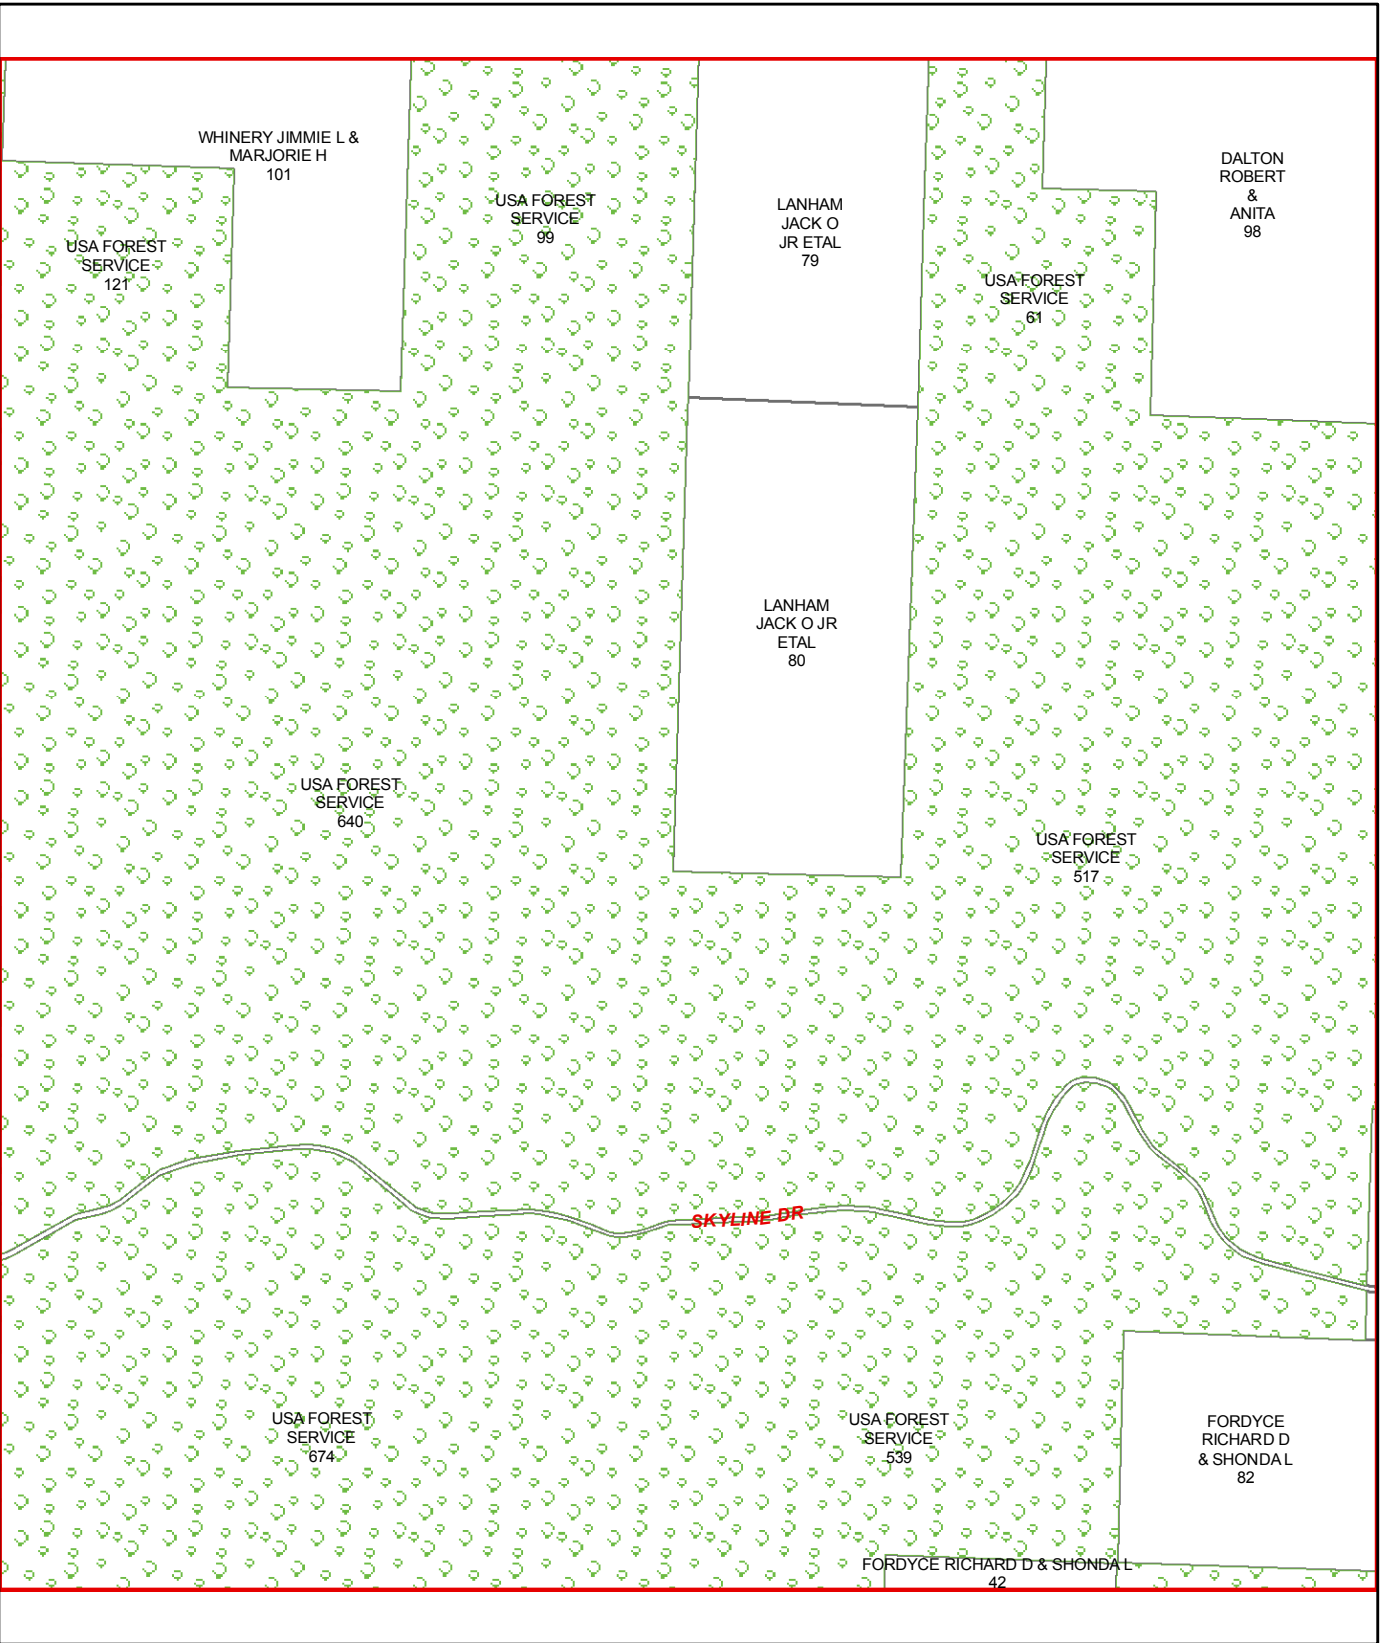 WHINERY JIMMIE L &
MARJORIE H
101
USA FOREST
SERVICE
99
LANHAM
JACK O
JR ETAL
79
DALTON
ROBERT
&
ANITA
98
USA FOREST
SERVICE
121
USA FOREST
SERVICE
61
LANHAM
JACK O JR
ETAL
80
USA FOREST
SERVICE
640
USA FOREST
SERVICE
517
SKYLINE DR
USA FOREST
SERVICE
674
USA FOREST
SERVICE
539
FORDYCE
RICHARD D
& SHONDA L
82
FORDYCE RICHARD D & SHONDA L
42